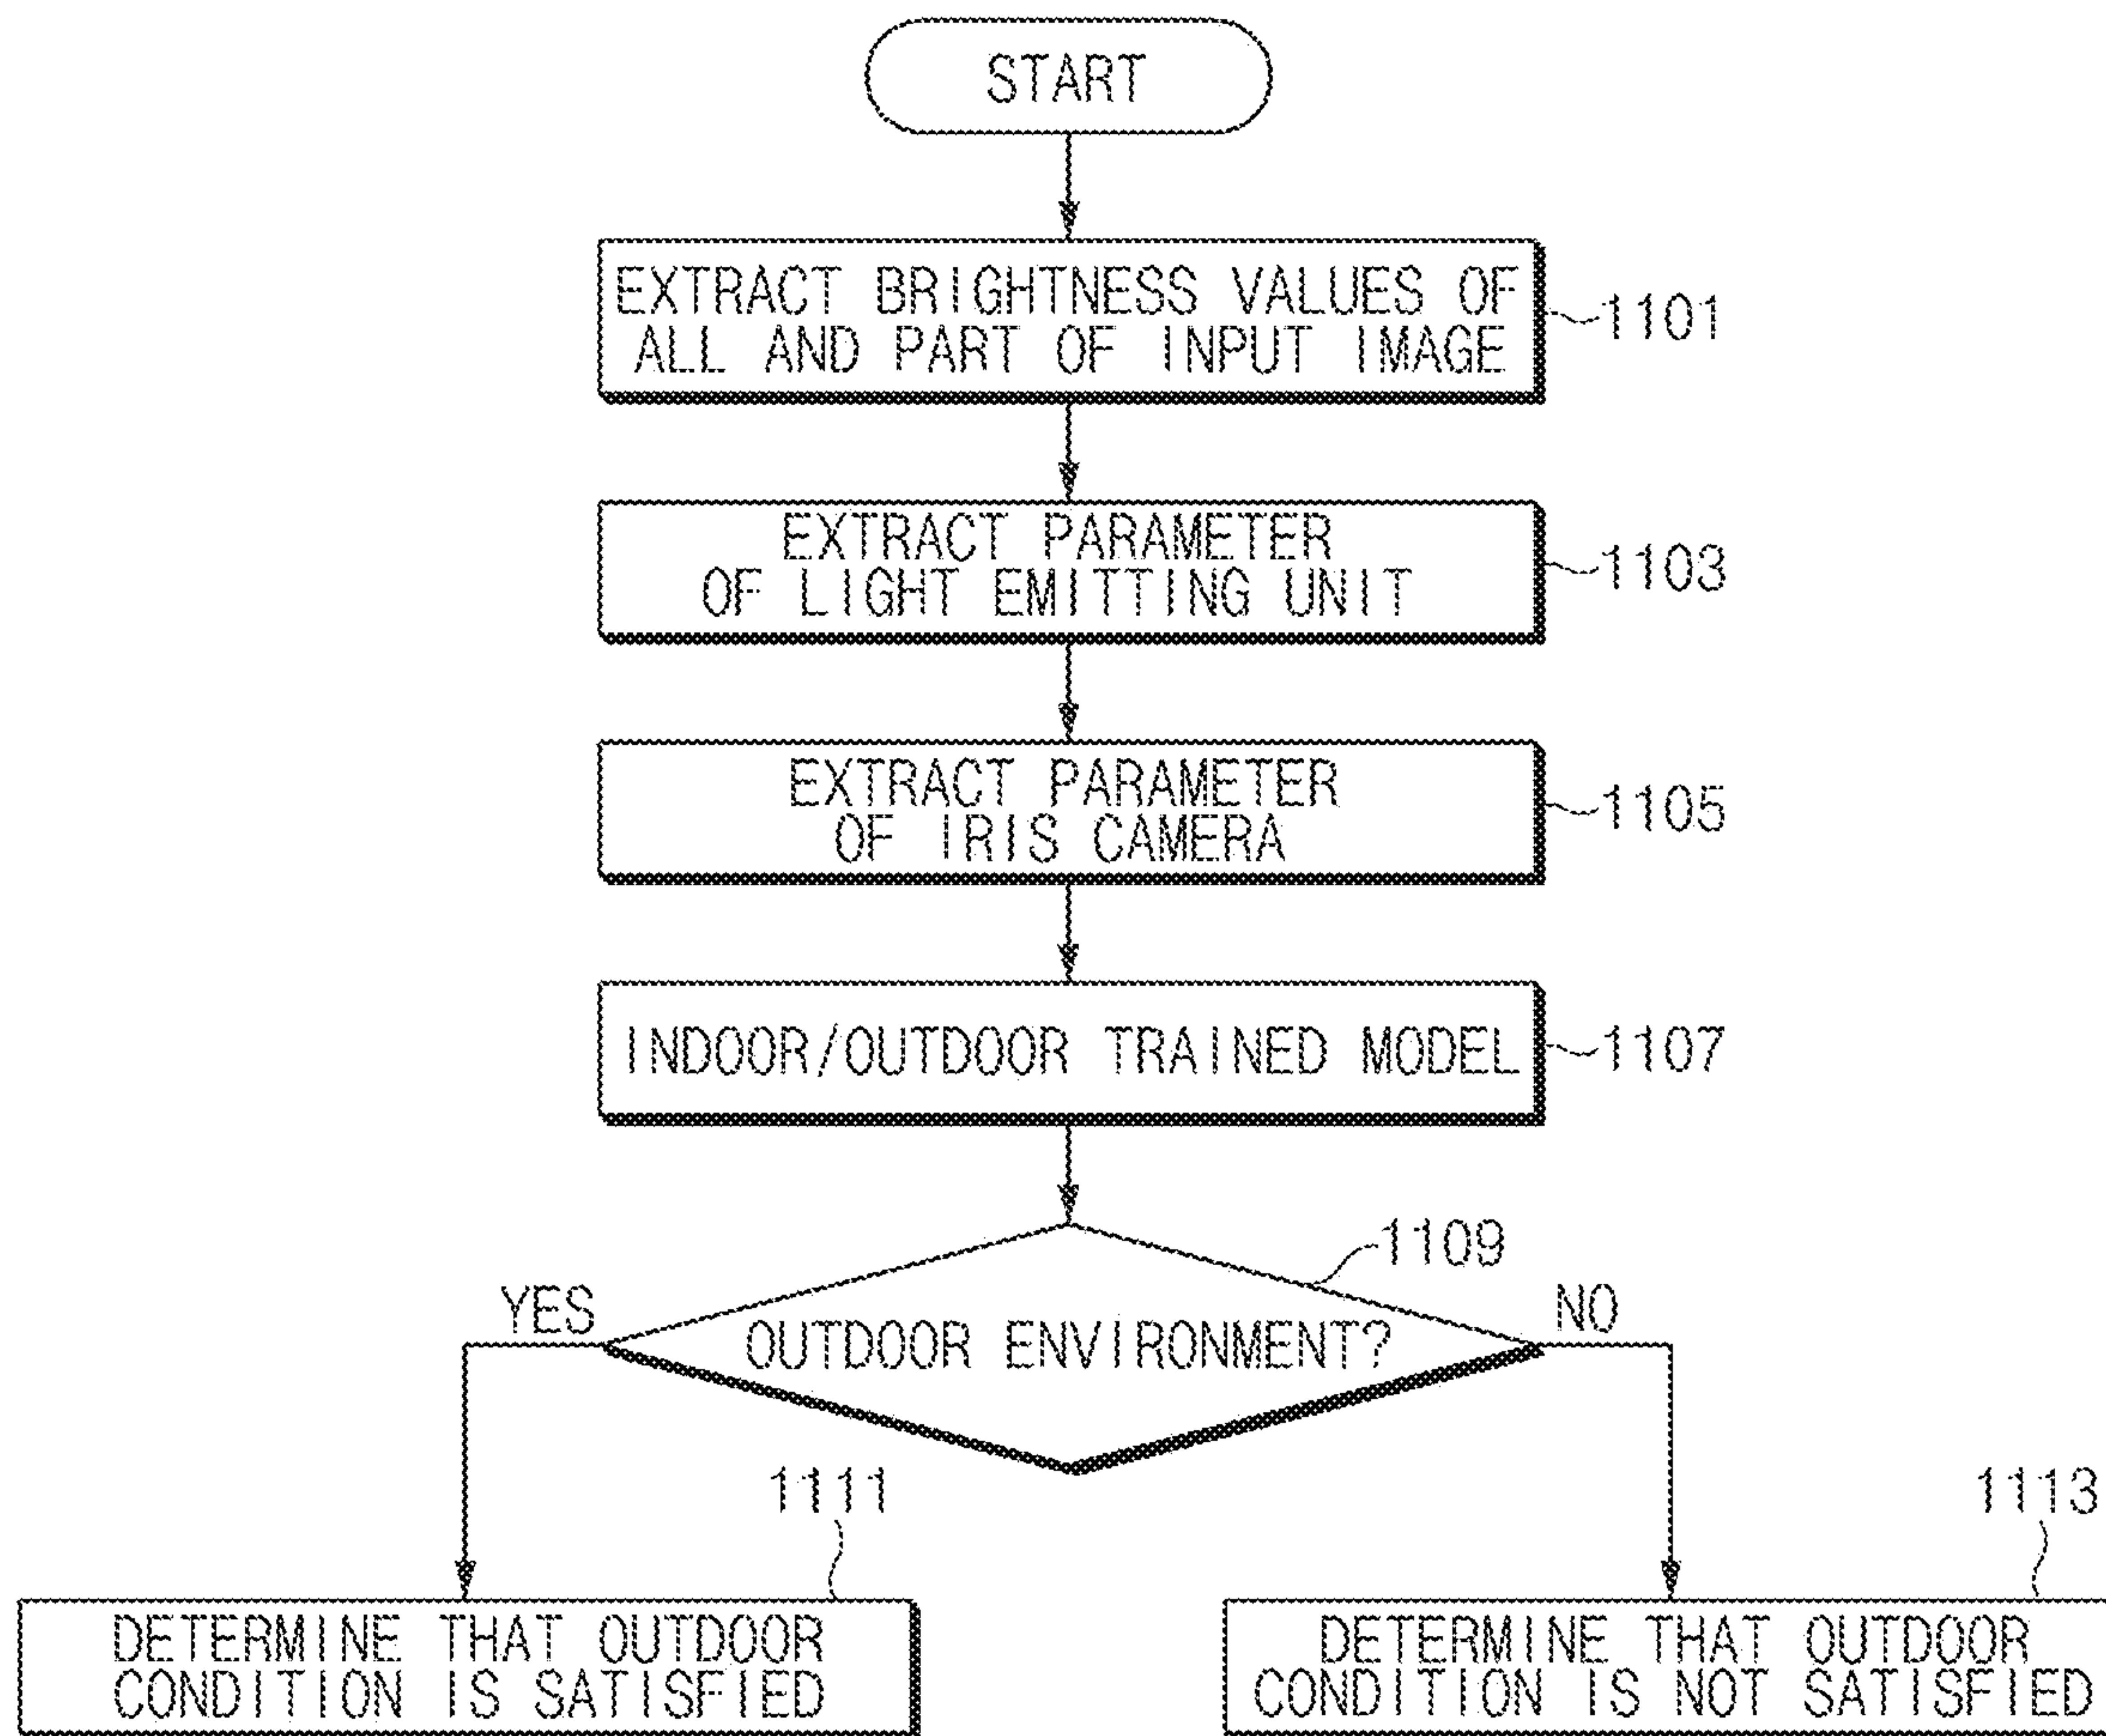 START
EXTRACT BRIGHTNESS VALUES OF
ALL AND PART OF INPUT IMAGE
1101
EXTRACT PARAMETER
OF LIGHT EMITTING UNIT
1103
EXTRACT PARAMETER
OF IRIS CAMERA
1105
INDOOR/OUTDOOR TRAINED MODEL
1107
1109
YES
OUTDOOR ENVIRONMENT?
NO
1111
1113
DETERMINE THAT OUTDOOR
CONDITION IS SATISFIED
DETERMINE THAT OUTDOOR
CONDITION IS NOT SATISFIED